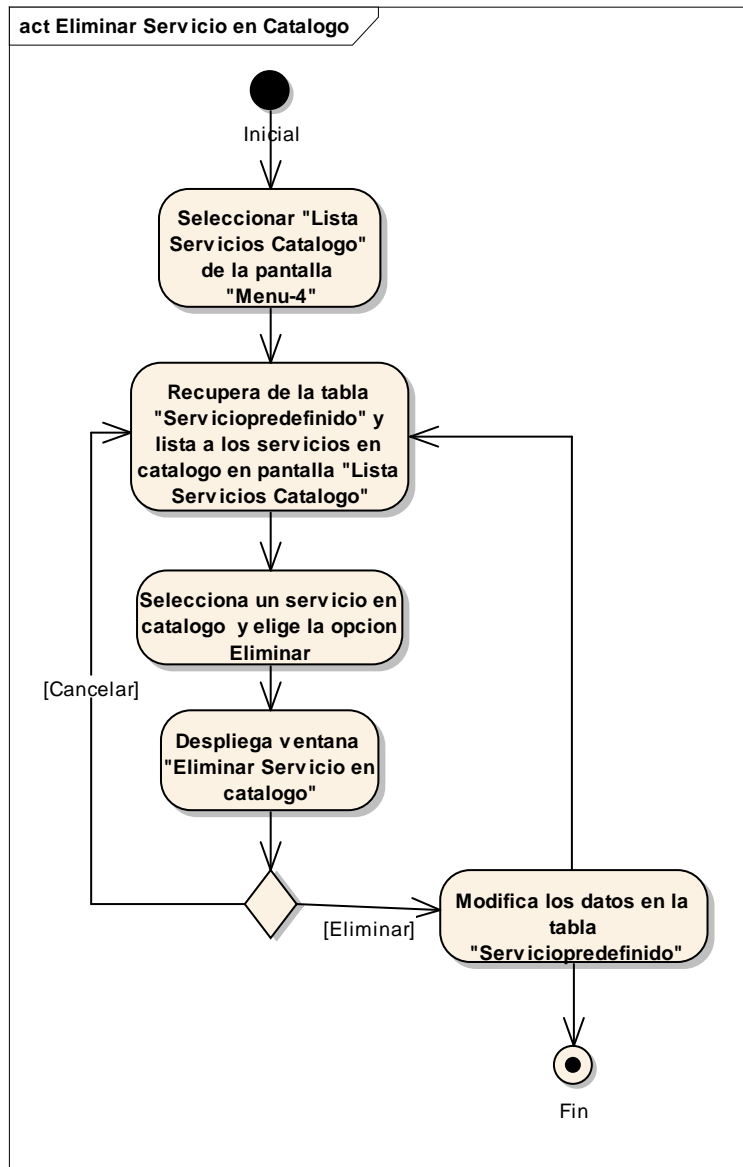 act Eliminar Servicio en Catalogo
Inicial
Seleccionar "Lista
Servicios Catalogo"
de la pantalla
"Menu-4"
Recupera de la tabla
"Serviciopredefinido" y
lista a los servicios en
catalogo en pantalla "Lista
Servicios Catalogo"
Selecciona un servicio en
catalogo y elige la opcion
Eliminar
[Cancelar]
Despliega ventana
"Eliminar Servicio en
catalogo"
[Eliminar]
Modifica los datos en la
tabla
"Serviciopredefinido"
Fin